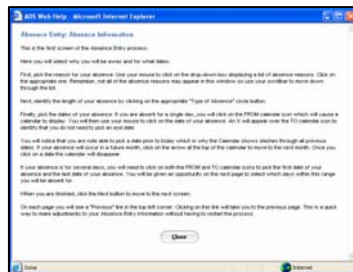 AOS Web Help - Microsoft Internet Explorer
Absence Entry: Absence Information
This is the first screen of the Absence Entry process.
Here you will select why you will be away and for what dates.
First, pick the reason for your absence. Use your mouse to click on the drop-down box displaying a list of absence reasons. Click on
the appropriate one. Remember, not all of the absence reasons may appear in this window so use your scrollbar to move down
through the list.
Next, identify the length of your absence by clicking on the appropriate "Type of Absence" circle button.
Finally, pick the dates of your absence. If you are absent for a single day, you will click on the FROM calendar icon which will cause a
calendar to display. You will then use your mouse to click on the date of your absence. An X will appear over the TO calendar icon to
identify that you do not need to pick an end date.
You will notice that you are note able to pick a date prior to today which is why the Calendar shows slashes through all previous
dates. If your absence will occur in a future month, click on the arrow at the top of the calendar to move to the next month. Once you
click on a date the calendar will disappear.
If your absence is for several days, you will need to click on both the FROM and TO calendar icons to pick the first date of your
absence and the last date of your absence. You will be given an opportunity on the next page to select which days within this range
you will be absent for.
When you are finished, click the Next button to move to the next screen.
On each page you will see a "Previous" link in the top left corner. Clicking on this link will take you to the previous page. This is a quick
way to make adjustments to your Absence Entry information without having to restart the process.
Close
Done
Internet